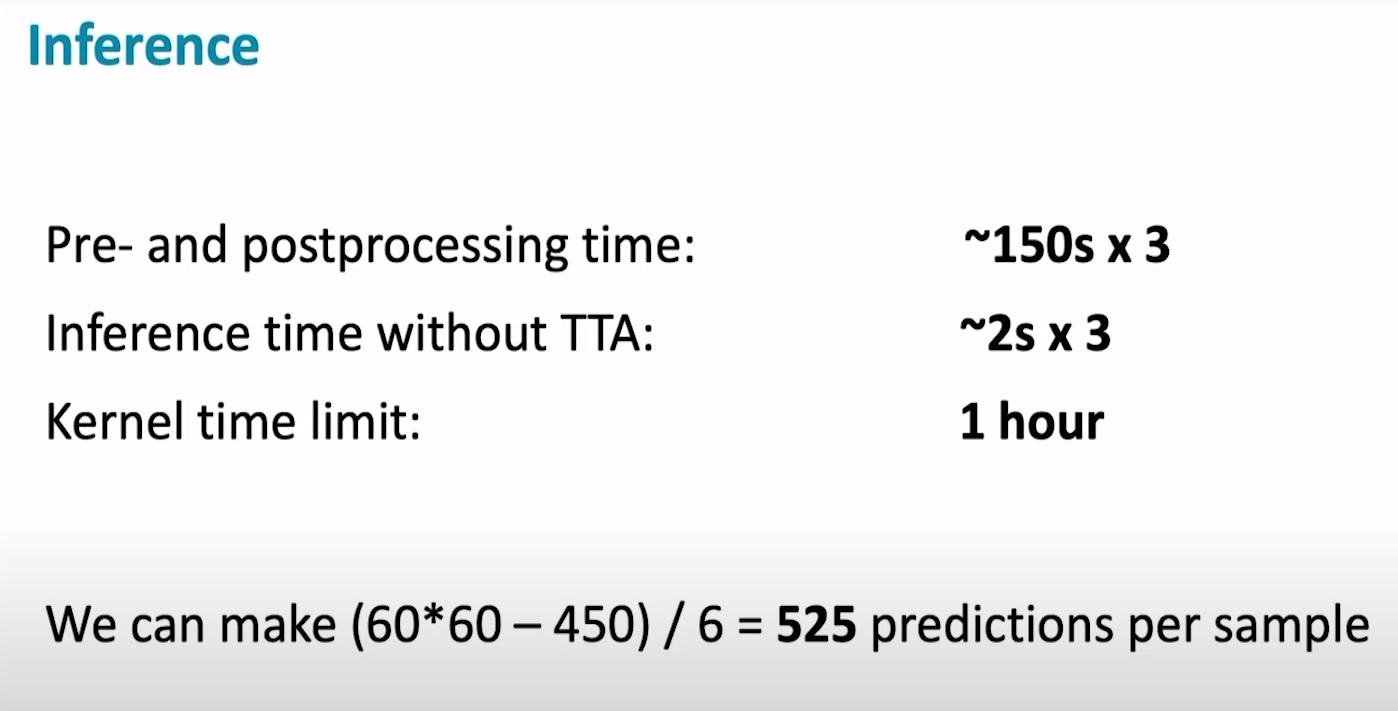 Inference
Pre- and postprocessing time: ~150s x 3
Inference time without TTA: ~2s x 3
Kernel time limit: 1 hour
We can make (60*60 – 450) / 6 = 525 predictions per sample